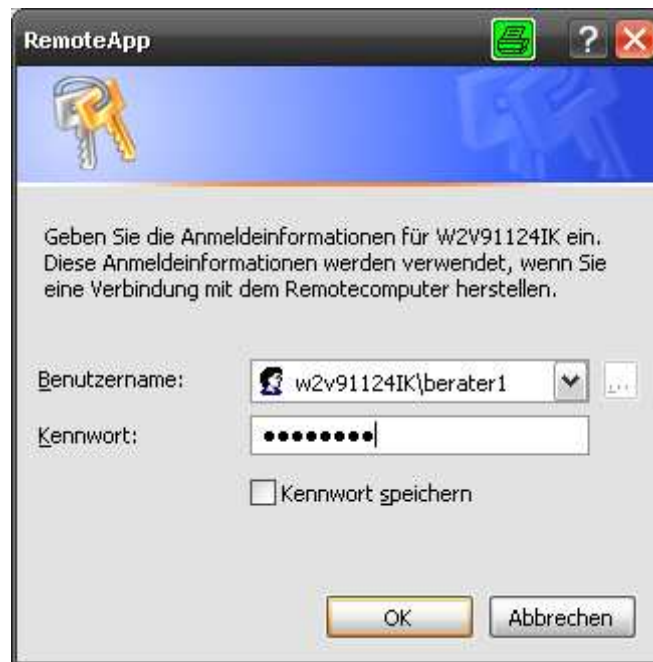 RemoteApp
Geben Sie die Anmeldeinformationen für W2V91124IK ein.
Diese Anmeldeinformationen werden verwendet, wenn Sie
eine Verbindung mit dem Remotecomputer herstellen.
Benutzername: w2v91124IK\berater1 ...
Kennwort: ●●●●●●●●
Kennwort speichern
OK Abbrechen